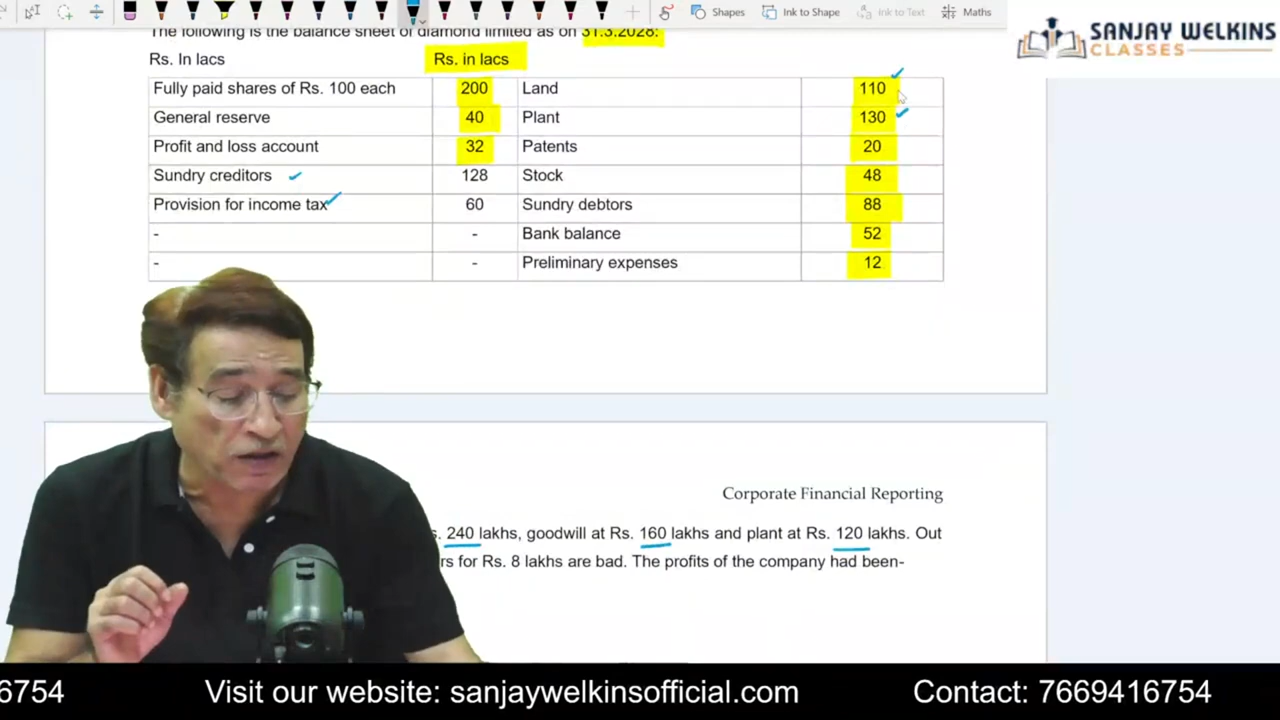 Shapes
Ink to Shape
Ink to Text
Maths
SANJAY WELKINS
CLASSES
The following is the balance sheet of diamond limited as on 31.3.2028:
Rs. In lacs Rs. in lacs
Fully paid shares of Rs. 100 each 200 Land 110
General reserve 40 Plant 130
Profit and loss account 32 Patents 20
Sundry creditors 128 Stock 48
Provision for income tax 60 Sundry debtors 88
- - Bank balance 52
- - Preliminary expenses 12
Corporate Financial Reporting
240 lakhs, goodwill at Rs. 160 lakhs and plant at Rs. 120 lakhs. Out
for Rs. 8 lakhs are bad. The profits of the company had been-
6754 Visit our website: sanjaywelkinsofficial.com Contact: 7669416754